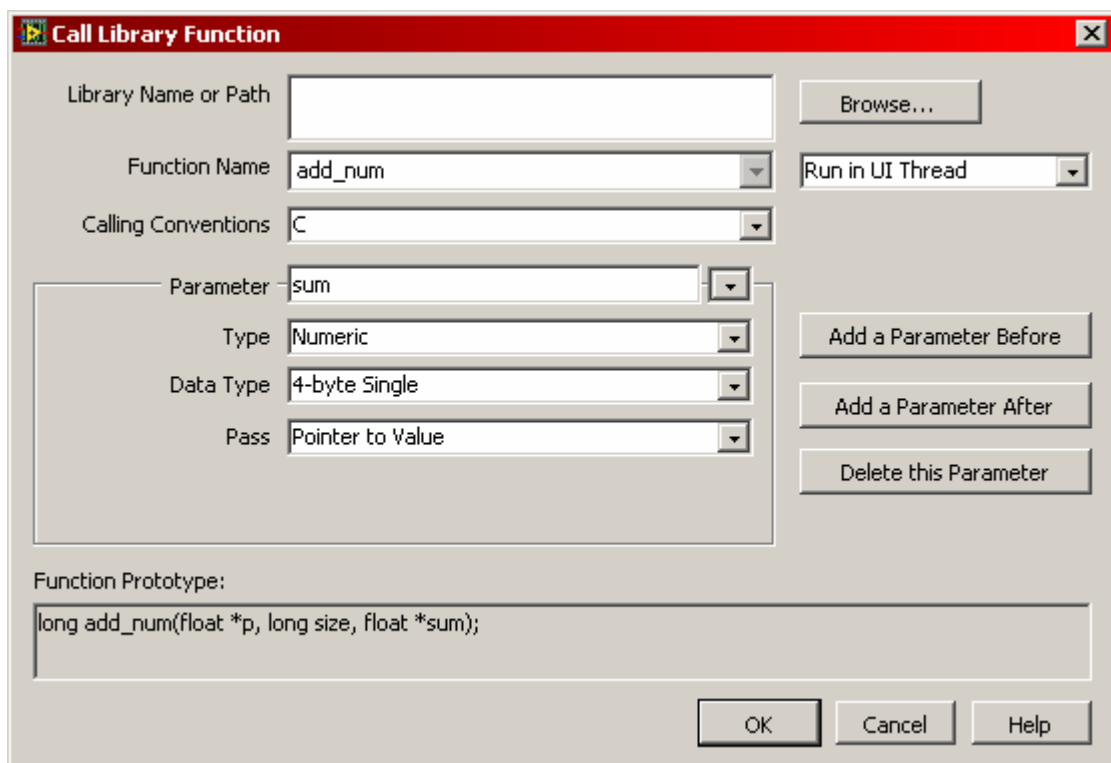 Call Library Function
Library Name or Path
Browse...
Function Name add_num Run in UI Thread
Calling Conventions C
Parameter sum
Type Numeric Add a Parameter Before
Data Type 4-byte Single Add a Parameter After
Pass Pointer to Value
Delete this Parameter
Function Prototype:
long add_num(float *p, long size, float *sum);
OK Cancel Help